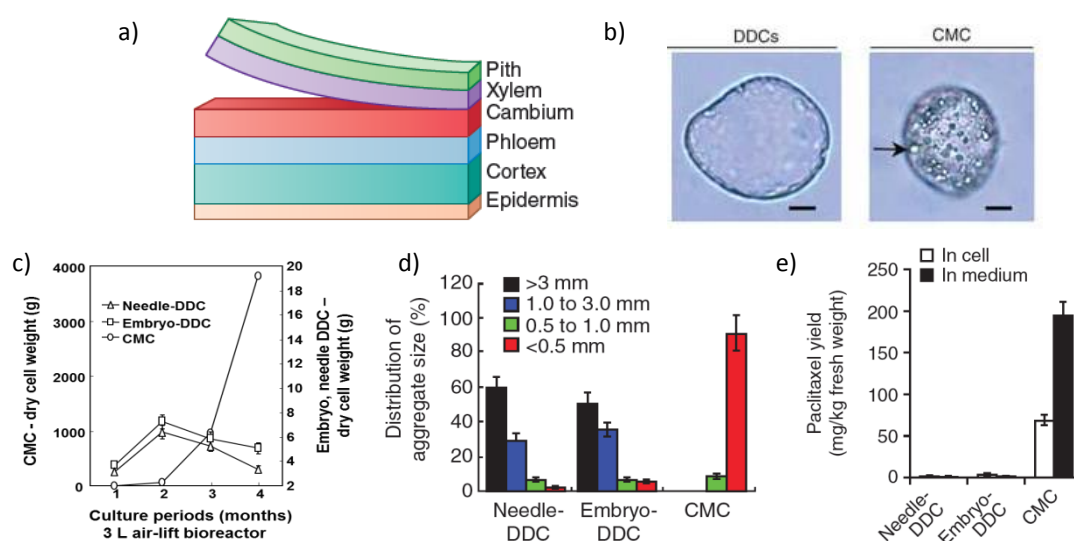 a)
Pith
Xylem
Cambium
Phloem
Cortex
Epidermis
b)
DDCs
CMC
c)
CMC - dry cell weight (g)
4000
3000
2000
1000
0
Needle-DDC
Embryo-DDC
CMC
20
18
16
14
12
10
8
6
4
2
Embryo, needle DDC –
dry cell weight (g)
1 2 3 4
Culture periods (months)
3 L air-lift bioreactor
d)
Distribution of
aggregate size (%)
120
100
80
60
40
20
0
>3 mm
1.0 to 3.0 mm
0.5 to 1.0 mm
<0.5 mm
Needle-
DDC
Embryo-
DDC
CMC
e)
In cell
In medium
Paclitaxel yield
(mg/kg fresh weight)
250
200
150
100
50
0
Needle-
DDC
Embryo-
DDC
CMC